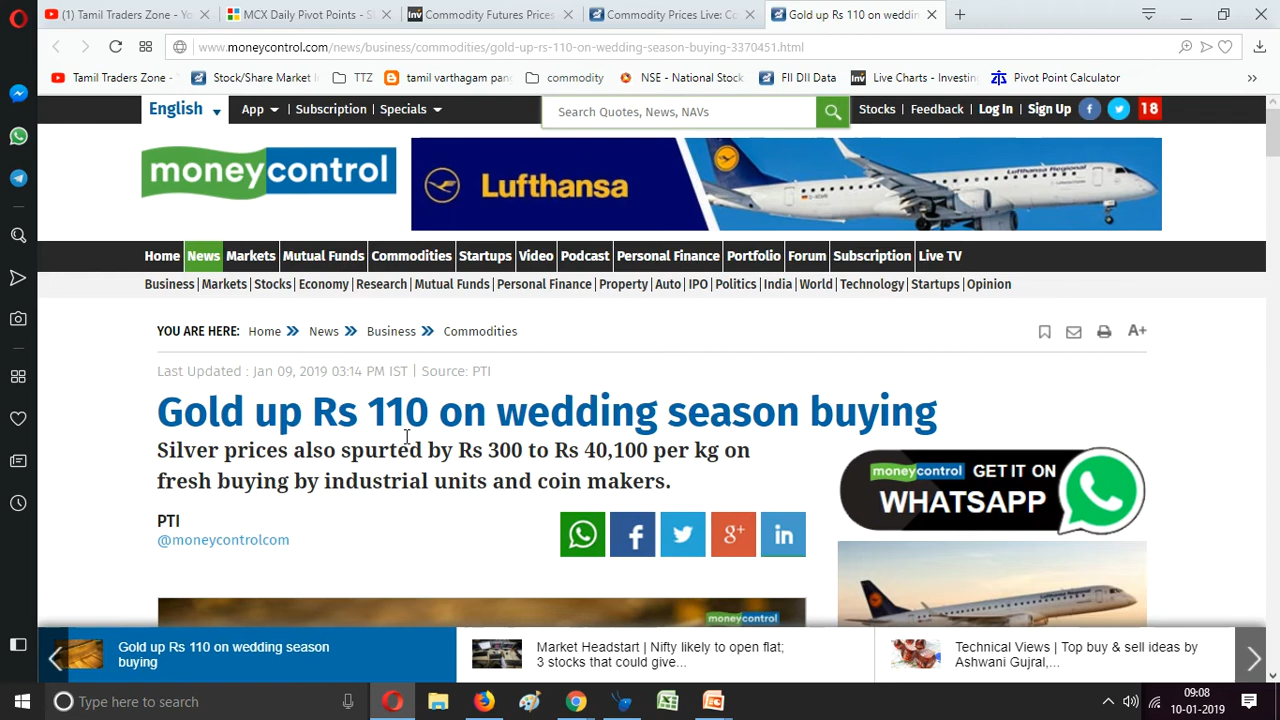 Tamil Traders Zone - Yo
MCX Daily Pivot Points - S
Commodity Futures Prices
Commodity Prices Live: Co
Gold up Rs 110 on weddin
www.moneycontrol.com/news/business/commodities/gold-up-rs-110-on-wedding-season-buying-3370451.html
Tamil Traders Zone -
Stock/Share Market I
TTZ
tamil varthagam pan
commodity
NSE - National Stock
FII DII Data
Live Charts - Investin
Pivot Point Calculator
English
App
Subscription
Specials
Search Quotes, News, NAVs
Stocks
Feedback
Log In
Sign Up
18
moneycontrol
Lufthansa
Lufthansa Regional
Home News Markets Mutual Funds Commodities Startups Video Podcast Personal Finance Portfolio Forum Subscription Live TV
Business Markets Stocks Economy Research Mutual Funds Personal Finance Property Auto IPO Politics India World Technology Startups Opinion
YOU ARE HERE: Home News Business Commodities
A+
Last Updated : Jan 09, 2019 03:14 PM IST | Source: PTI
Gold up Rs 110 on wedding season buying
Silver prices also spurted by Rs 300 to Rs 40,100 per kg on
fresh buying by industrial units and coin makers.
moneycontrol GET IT ON
WHATSAPP
PTI
@moneycontrolcom
moneycontrol
Gold up Rs 110 on wedding season
buying
Market Headstart | Nifty likely to open flat;
3 stocks that could give...
Technical Views | Top buy & sell ideas by
Ashwani Gujral,...
Type here to search
09:08
10-01-2019